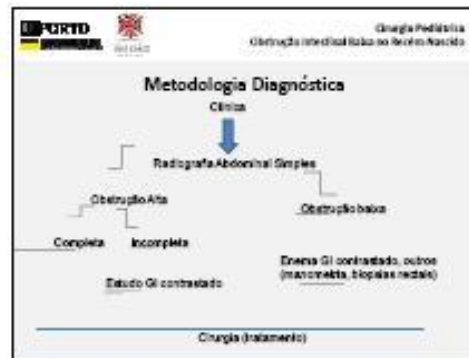 U.PORTO
Cirurgia Pediátrica
Obstrução Intestinal Baixa no Recém Nascido
Metodologia Diagnóstica
Clínica
Radiografia Abdominal Simples
Obstrução Alta
Obstrução baixa
Completa Incompleta
Enema GI contrastado, outros
(manometria, biopsias rectais)
Estudo GI contrastado
Cirurgia (tratamento)